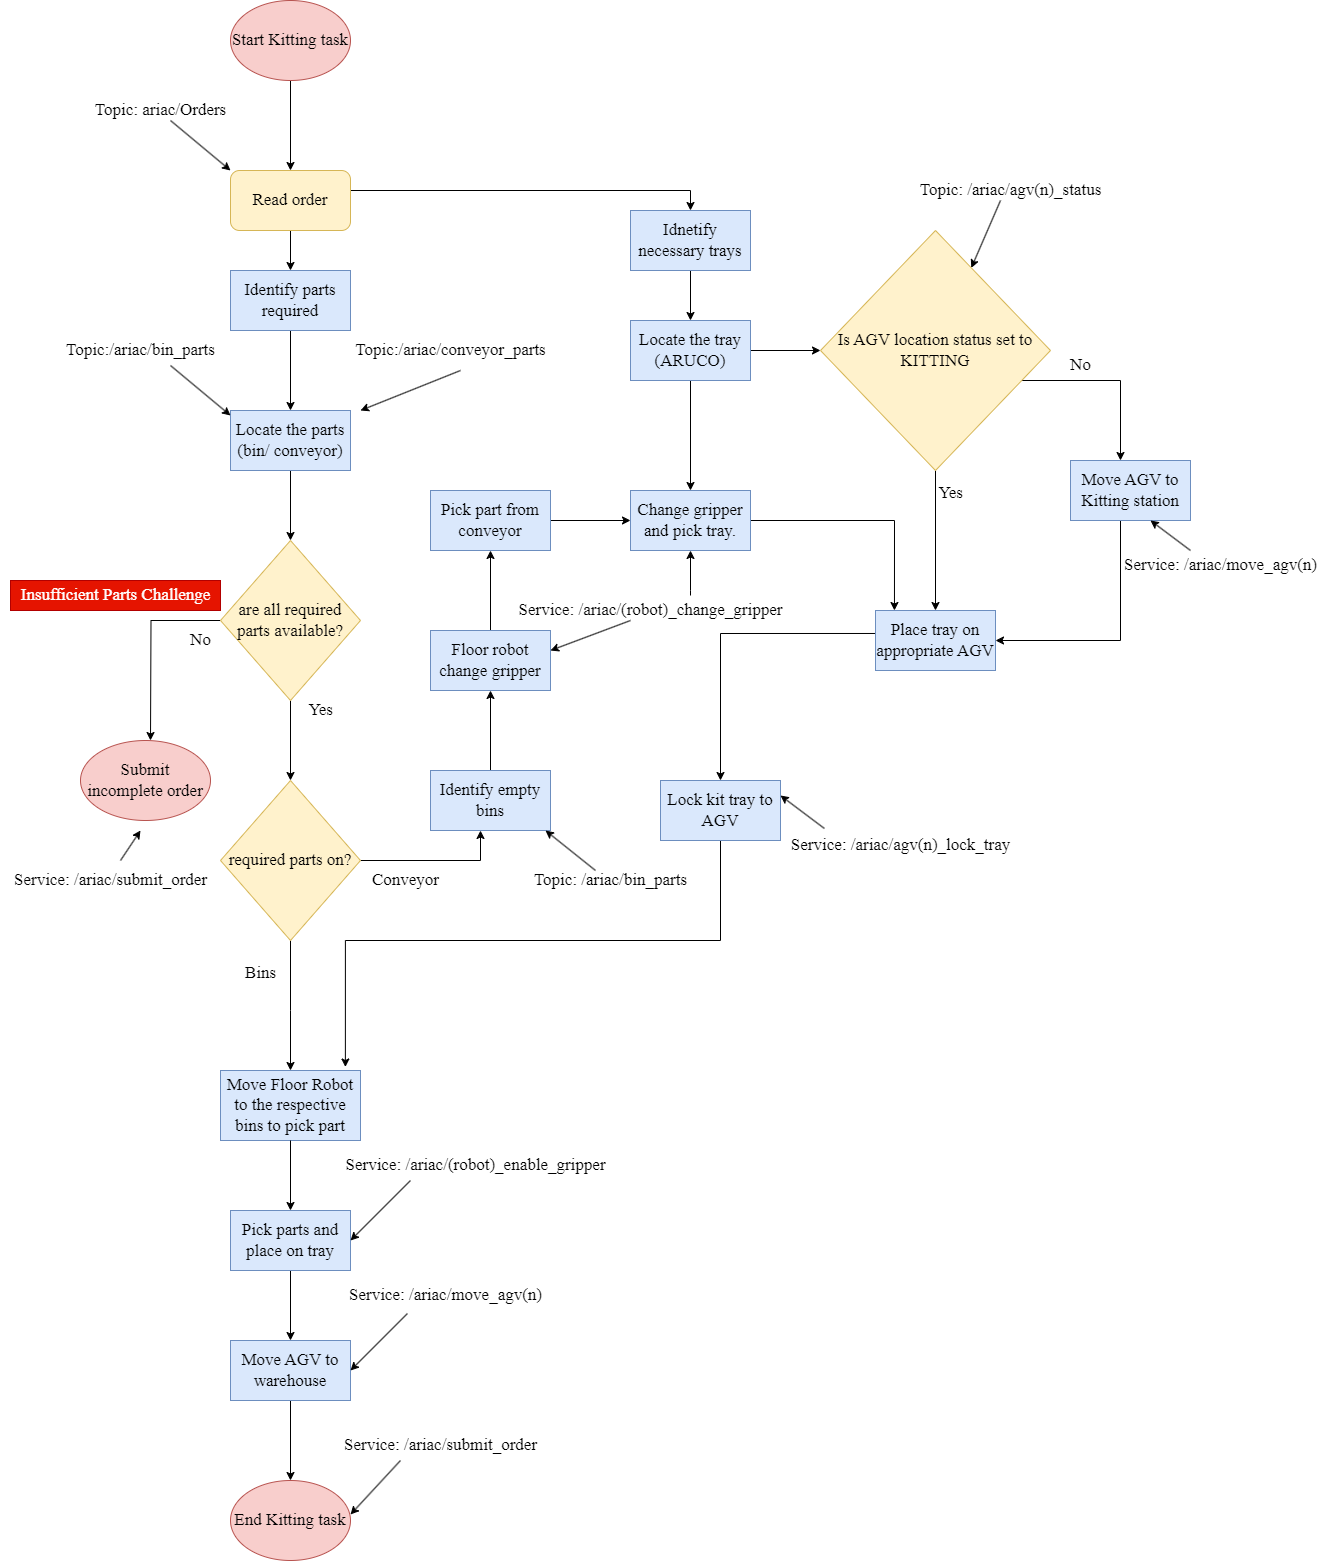 Start Kitting task
Topic: ariac/Orders
Read order
Topic: /ariac/agv(n)_status
Idnetify
necessary trays
Identify parts
required
Topic:/ariac/bin_parts
Topic:/ariac/conveyor_parts
Locate the tray
(ARUCO)
Is AGV location status set to
KITTING
No
Locate the parts
(bin/ conveyor)
Pick part from
conveyor
Change gripper
and pick tray.
Yes
Move AGV to
Kitting station
Service: /ariac/move_agv(n)
Insufficient Parts Challenge
are all required
parts available?
No
Service: /ariac/(robot)_change_gripper
Place tray on
appropriate AGV
Floor robot
change gripper
Yes
Submit
incomplete order
Identify empty
bins
Lock kit tray to
AGV
Service: /ariac/agv(n)_lock_tray
required parts on?
Conveyor
Topic: /ariac/bin_parts
Service: /ariac/submit_order
Bins
Move Floor Robot
to the respective
bins to pick part
Service: /ariac/(robot)_enable_gripper
Pick parts and
place on tray
Service: /ariac/move_agv(n)
Move AGV to
warehouse
Service: /ariac/submit_order
End Kitting task